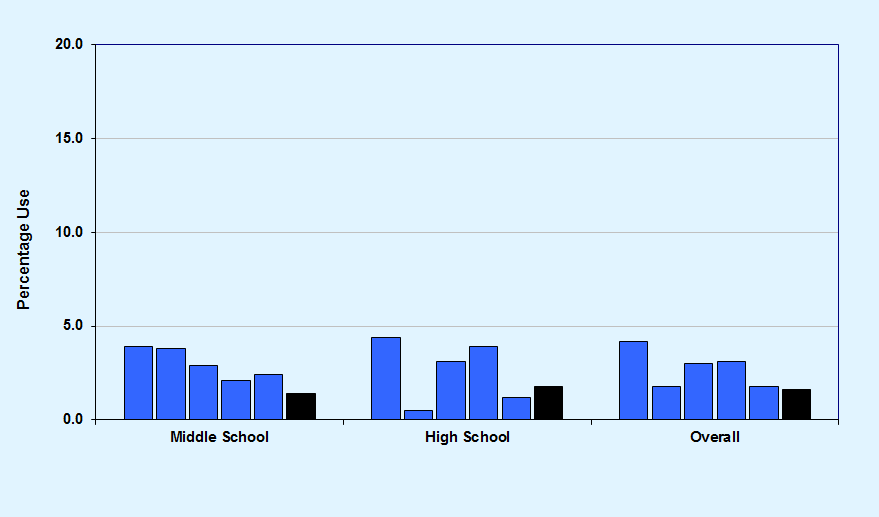 20.0
15.0
10.0
5.0
0.0
Percentage Use
Middle School
High School
Overall